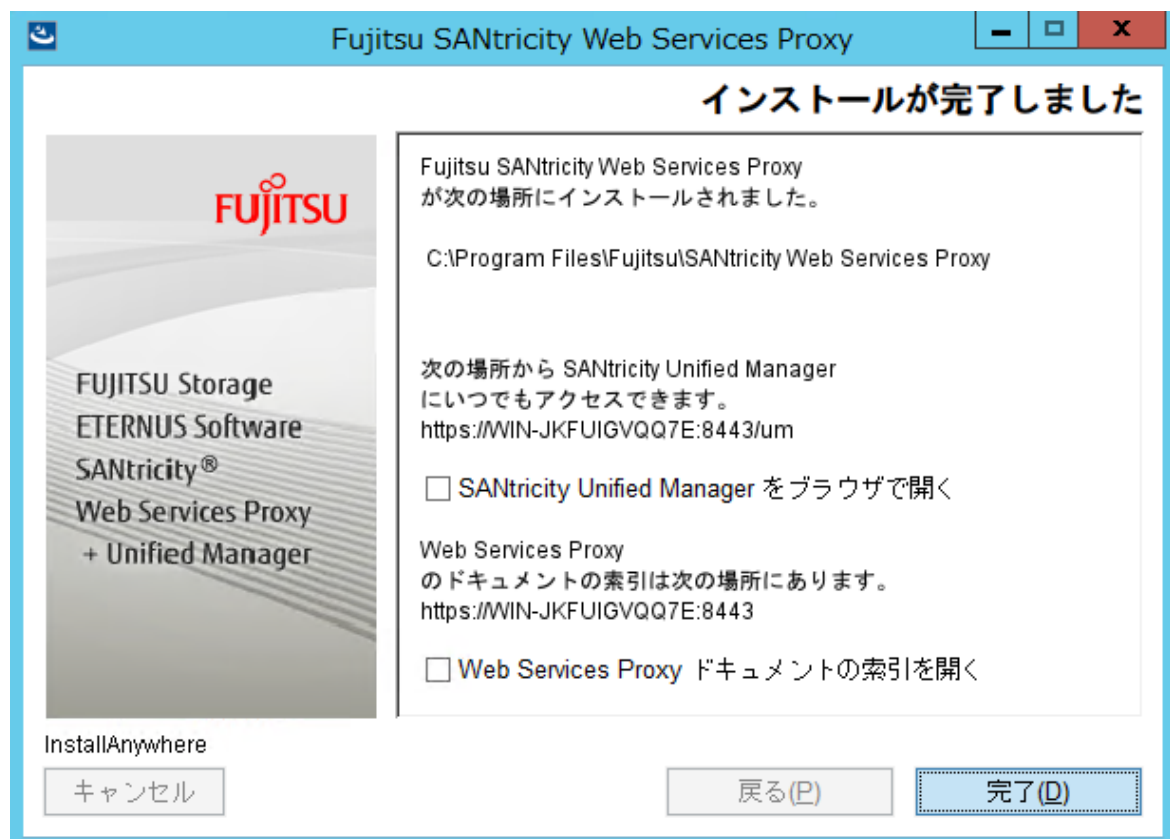 Fujitsu SANtricity Web Services Proxy
インストールが完了しました
FUJITSU
FUJITSU Storage
ETERNUS Software
SANtricity®
Web Services Proxy
+ Unified Manager
Fujitsu SANtricity Web Services Proxy
が次の場所にインストールされました。
C:\Program Files\Fujitsu\SANtricity Web Services Proxy
次の場所から SANtricity Unified Manager
にいつでもアクセスできます。
https://WIN-JKFUIGVQQ7E:8443/um
SANtricity Unified Manager をブラウザで開く
Web Services Proxy
のドキュメントの索引は次の場所にあります。
https://WIN-JKFUIGVQQ7E:8443
Web Services Proxy ドキュメントの索引を開く
InstallAnywhere
キャンセル
戻る(P)
完了(D)